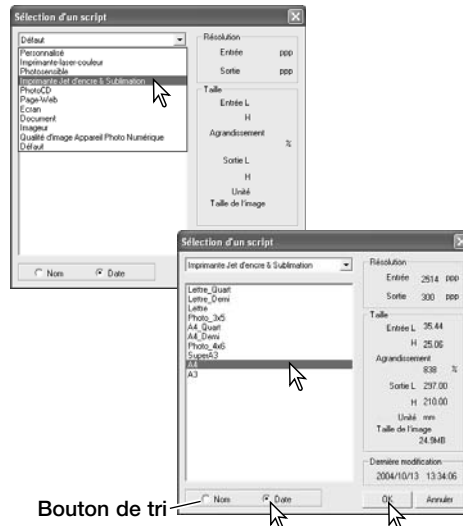 Sélection d'un script
Défaut
Personnalisé
Imprimante-laser-couleur
Photosensible
Imprimante Jet d'encre & Sublimation
PhotoCD
Page-Web
Ecran
Document
Imageur
Qualité d'image Appareil Photo Numérique
Défaut
Résolution
Entrée ppp
Sortie ppp
Taille
Entrée L
H
Agrandissement
%
Sortie L
H
Unité
Taille de l'image
Nom Date
Sélection d'un script
Imprimante Jet d'encre & Sublimation
Lettre_Quart
Lettre_Demi
Lettre
Photo_3x5
A4_Quart
A4_Demi
Photo_4x6
SuperA3
A4
A3
Résolution
Entrée 2514 ppp
Sortie 300 ppp
Taille
Entrée L 35.44
H 25.06
Agrandissement
838 %
Sortie L 297.00
H 210.00
Unité mm
Taille de l'image
24.9MB
Dernière modification
2004/10/13 13:34:06
Bouton de tri
Nom Date
OK Annuler